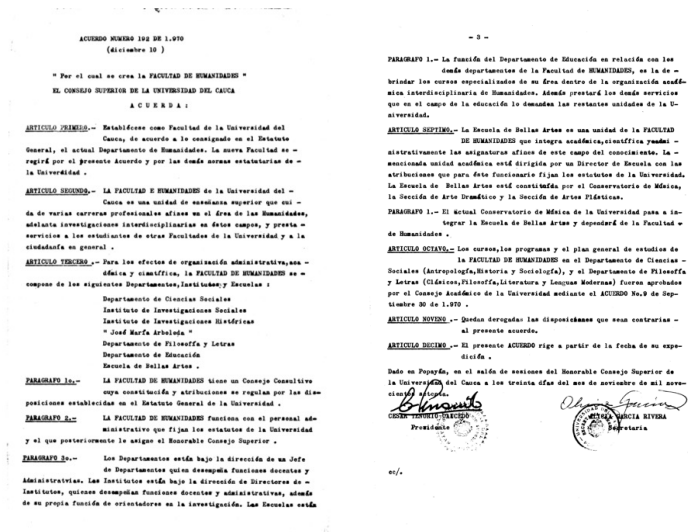 ACUERDO NUMERO 192 DE 1.970
(diciembre 10 )
" Por el cual se crea la FACULTAD DE HUMANIDADES "
EL CONSEJO SUPERIOR DE LA UNIVERSIDAD DEL CAUCA
A C U E R D A :
ARTICULO PRIMERO.- Establécese como Facultad de la Universidad del
Cauca, de acuerdo a lo consignado en el Estatuto
General, el actual Departamento de Humanidades. La nueva Facultad se -
regirá por el presente Acuerdo y por las demás normas estatutarias de -
la Univerdidad .
ARTICULO SEGUNDO.- LA FACULTAD E HUMANIDADES de la Universidad del -
Cauca es una unidad de enseñanza superior que cui -
da de varias carreras profesionales afines en el área de las Humanidades,
adelanta investigaciones interdisciplinarias en éstos campos, y presta -
servicios a los estudiantes de otras Facultades de la Universidad y a la
ciudadanía en general .
ARTICULO TERCERO .- Para los efectos de organización administrativa,aca -
démica y científica, la FACULTAD DE HUMANIDADES se -
compone de los siguientes Departamentos,Institutos,y Escuelas :
Departamento de Ciencias Sociales
Instituto de Investigaciones Sociales
Instituto de Investigaciones Históricas
" José María Arboleda "
Departamento de Filosofía y Letras
Departamento de Educación
Escuela de Bellas Artes .
PARAGRAFO 1o.- LA FACULTAD DE HUMANIDADES tiene un Consejo Consultivo
cuya constitución y atribuciones se regulan por las dis-
posiciones establecidas en el Estatuto General de la Universidad .
PARAGRAFO 2.- LA FACULTAD DE HUMANIDADES funciona con el personal ad-
ministrativo que fijan los estatutos de la Universidad
y el que posteriormente le asigne el Honorable Consejo Superior .
PARAGRAFO 3o.- Los Departamentos están bajo la dirección de un Jefe
de Departamentos quien desempeña funciones docentes y
Administratvias. Los Institutos están bajo la dirección de Directores de -
Institutos, quienes desempeñan funciones docentes y administrativas, además
de su propia función de orientadores en la investigación. Las Escuelas están
- 3 -
PARAGRAFO 1.- La función del Departamento de Educación en relación con los
demás departamentos de la Facultad de HUMANIDADES, es la de -
brindar los cursos especializados de su área dentro de la organización acadé-
mica interdisciplinaria de Humanidades. Además prestará los demás servicios
que en el campo de la educación lo demandan las restantes unidades de la U-
niversidad.
ARTICULO SEPTIMO.- La Escuela de Bellas Artes es una unidad de la FACULTAD
DE HUMANIDADES que integra académica,científica y admi -
nistrativamente las asignaturas afines de este campo del conocimiento. La -
mencionada unidad académica está dirigida por un Director de Escuela con las
atribuciones que para éste funcionario fijen los estatutos de la Universidad.
La Escuela de Bellas Artes está constituída por el Conservatorio de Música,
la Sección de Arte Dramático y la Sección de Artes Plásticas.
PARAGRAFO 1.- El Actual Conservatorio de Música de la Universidad pasa a in-
tegrar la Escuela de Bellas Artes y dependerá de la Facultad -
de Humanidades .
ARTICULO OCTAVO.- Los cursos,los programas y el plan general de estudios de
la FACULTAD DE HUMANIDADES en el Departamento de Ciencias -
Sociales (Antropología,Historia y Sociología), y el Departamento de Filosofía
y Letras (Clásicos,Filosofía,Literatura y Lenguas Modernas) fueron aprobados
por el Consejo Académico de la Universidad mediante el ACUERDO No.9 de Sep-
tiembre 30 de 1.970 .
ARTICULO NOVENO .- Quedan derogadas las disposiciones que sean contrarias -
al presente acuerdo.
ARTICULO DECIMO .- El presente ACUERDO rige a partir de la fecha de su ex-
pedición .
Dado en Popayán, en el salón de sesiones del Honorable Consejo Superior de
la Universidad del Cauca a los treinta días del mes de noviembre de mil nove-
cientos setenta.
CESAR TENORIO CAICEDO
Presidente
ALICIA GARCIA RIVERA
Secretaria
ec/.